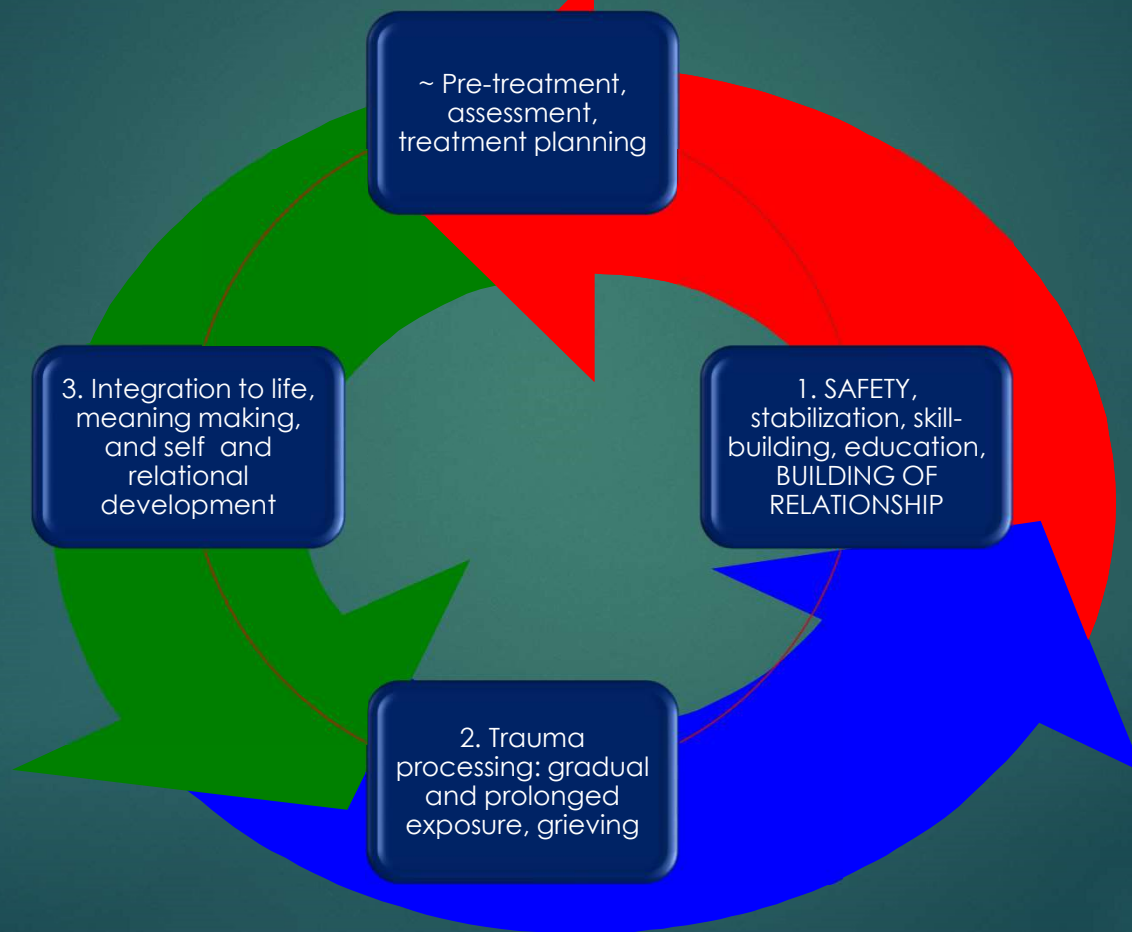 ~ Pre-treatment,
assessment,
treatment planning
1. SAFETY,
stabilization, skill-
building, education,
BUILDING OF
RELATIONSHIP
2. Trauma
processing: gradual
and prolonged
exposure, grieving
3. Integration to life,
meaning making,
and self and
relational
development